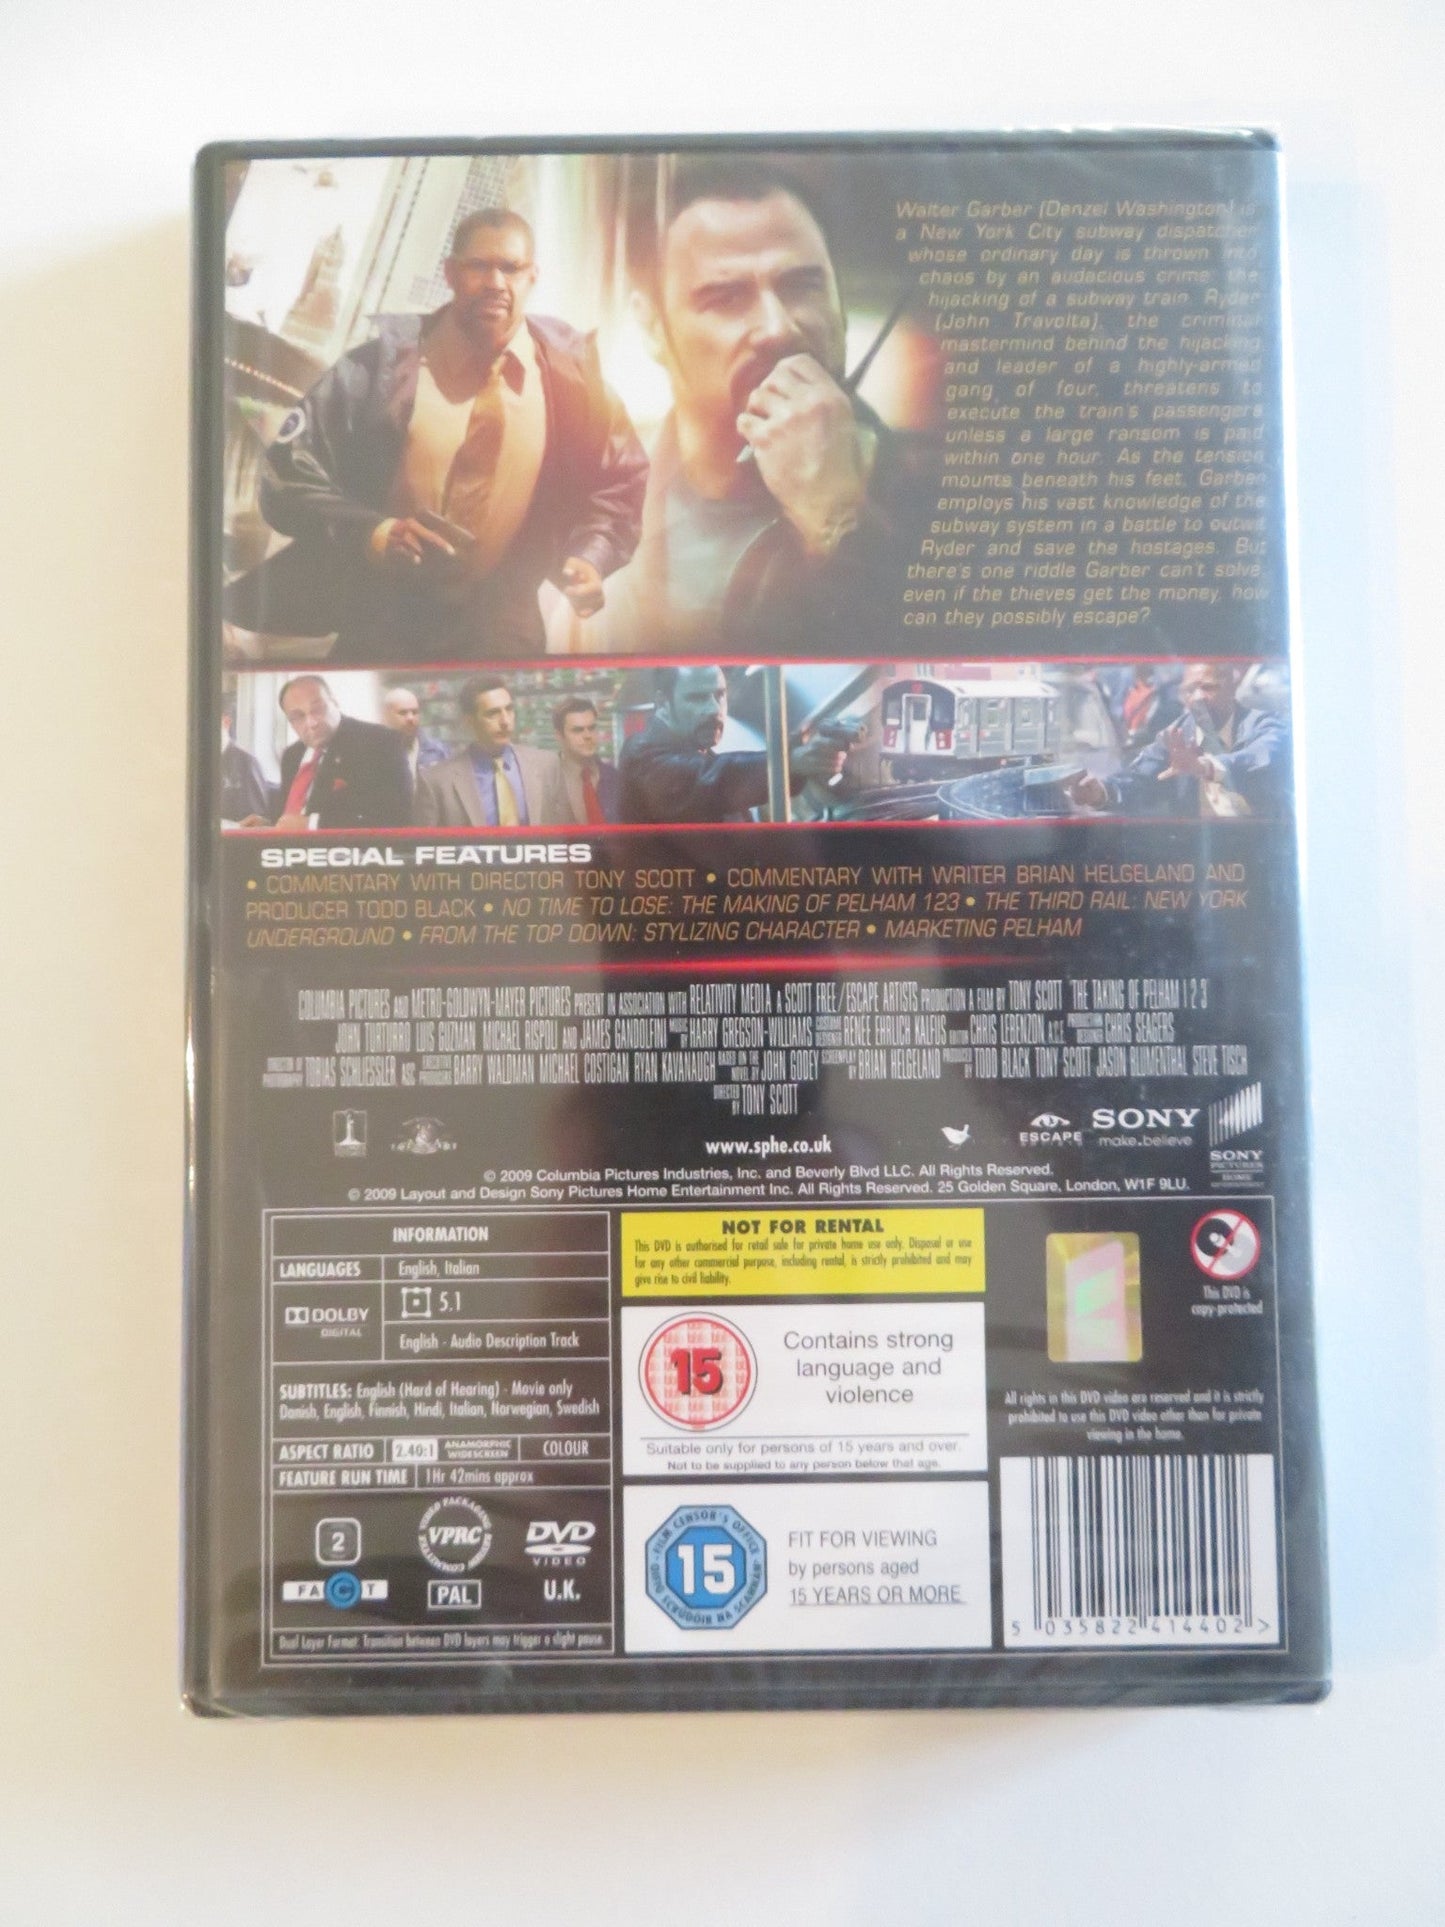 Walter Garber (Denzel Washington) is
a New York City subway dispatcher
whose ordinary day is thrown into
chaos by an audacious crime: the
hijacking of a subway train. Ryder
(John Travolta), the criminal
mastermind behind the hijacking
and leader of a highly-armed
gang of four, threatens to
execute the train's passengers
unless a large ransom is paid
within one hour. As the tension
mounts beneath his feet, Garber
employs his vast knowledge of the
subway system in a battle to outwit
Ryder and save the hostages. But
there's one riddle Garber can't solve:
even if the thieves get the money, how
can they possibly escape?
SPECIAL FEATURES
• COMMENTARY WITH DIRECTOR TONY SCOTT • COMMENTARY WITH WRITER BRIAN HELGELAND AND
PRODUCER TODD BLACK • NO TIME TO LOSE: THE MAKING OF PELHAM 123 • THE THIRD RAIL: NEW YORK
UNDERGROUND • FROM THE TOP DOWN: STYLIZING CHARACTER • MARKETING PELHAM
COLUMBIA PICTURES AND METRO-GOLDWYN-MAYER PICTURES PRESENT IN ASSOCIATION WITH RELATIVITY MEDIA A SCOTT FREE/ESCAPE ARTISTS PRODUCTION A FILM BY TONY SCOTT 'THE TAKING OF PELHAM 1 2 3'
JOHN TURTURRO LUIS GUZMAN MICHAEL RISPOLI AND JAMES GANDOLFINI MUSIC BY HARRY GREGSON-WILLIAMS COSTUME DESIGNER RENÉE EHRLICH KALFUS EDITOR CHRIS LEBENZON, A.C.E. PRODUCTION DESIGNER CHRIS SEAGERS
DIRECTOR OF PHOTOGRAPHY TOBIAS SCHLIESSLER ASC EXECUTIVE PRODUCERS BARRY WALDMAN MICHAEL COSTIGAN RYAN KAVANAUGH BASED ON THE NOVEL BY JOHN GODEY SCREENPLAY BY BRIAN HELGELAND PRODUCED BY TODD BLACK TONY SCOTT JASON BLUMENTHAL STEVE TISCH
DIRECTED BY TONY SCOTT
www.sphe.co.uk
ESCAPE
SONY
make.believe
SONY
PICTURES
HOME
© 2009 Columbia Pictures Industries, Inc. and Beverly Blvd LLC. All Rights Reserved.
© 2009 Layout and Design Sony Pictures Home Entertainment Inc. All Rights Reserved. 25 Golden Square, London, W1F 9LU.
INFORMATION
LANGUAGES English, Italian
DOLBY
DIGITAL
5.1
English - Audio Description Track
SUBTITLES: English (Hard of Hearing) - Movie only
Danish, English, Finnish, Hindi, Italian, Norwegian, Swedish
ASPECT RATIO 2.40:1 ANAMORPHIC WIDESCREEN COLOUR
FEATURE RUN TIME 1Hr 42mins approx
2
FACT
VIDEO PACKAGING REVIEW COMMITTEE
VPRC
PAL
DVD
VIDEO
U.K.
Dual Layer Format: Transition between DVD layers may trigger a slight pause.
NOT FOR RENTAL
This DVD is authorised for retail sale for private home use only. Disposal or use
for any other commercial purpose, including rental, is strictly prohibited and may
give rise to civil liability.
15
Contains strong
language and
violence
Suitable only for persons of 15 years and over.
Not to be supplied to any person below that age.
FILM CENSOR'S OFFICE
OIFIG SCRUDÓIR NA SCANNÁN
15
FIT FOR VIEWING
by persons aged
15 YEARS OR MORE
This DVD is
copy-protected
All rights in this DVD video are reserved and it is strictly
prohibited to use this DVD video other than for private
viewing in the home.
5 035822 414402 >